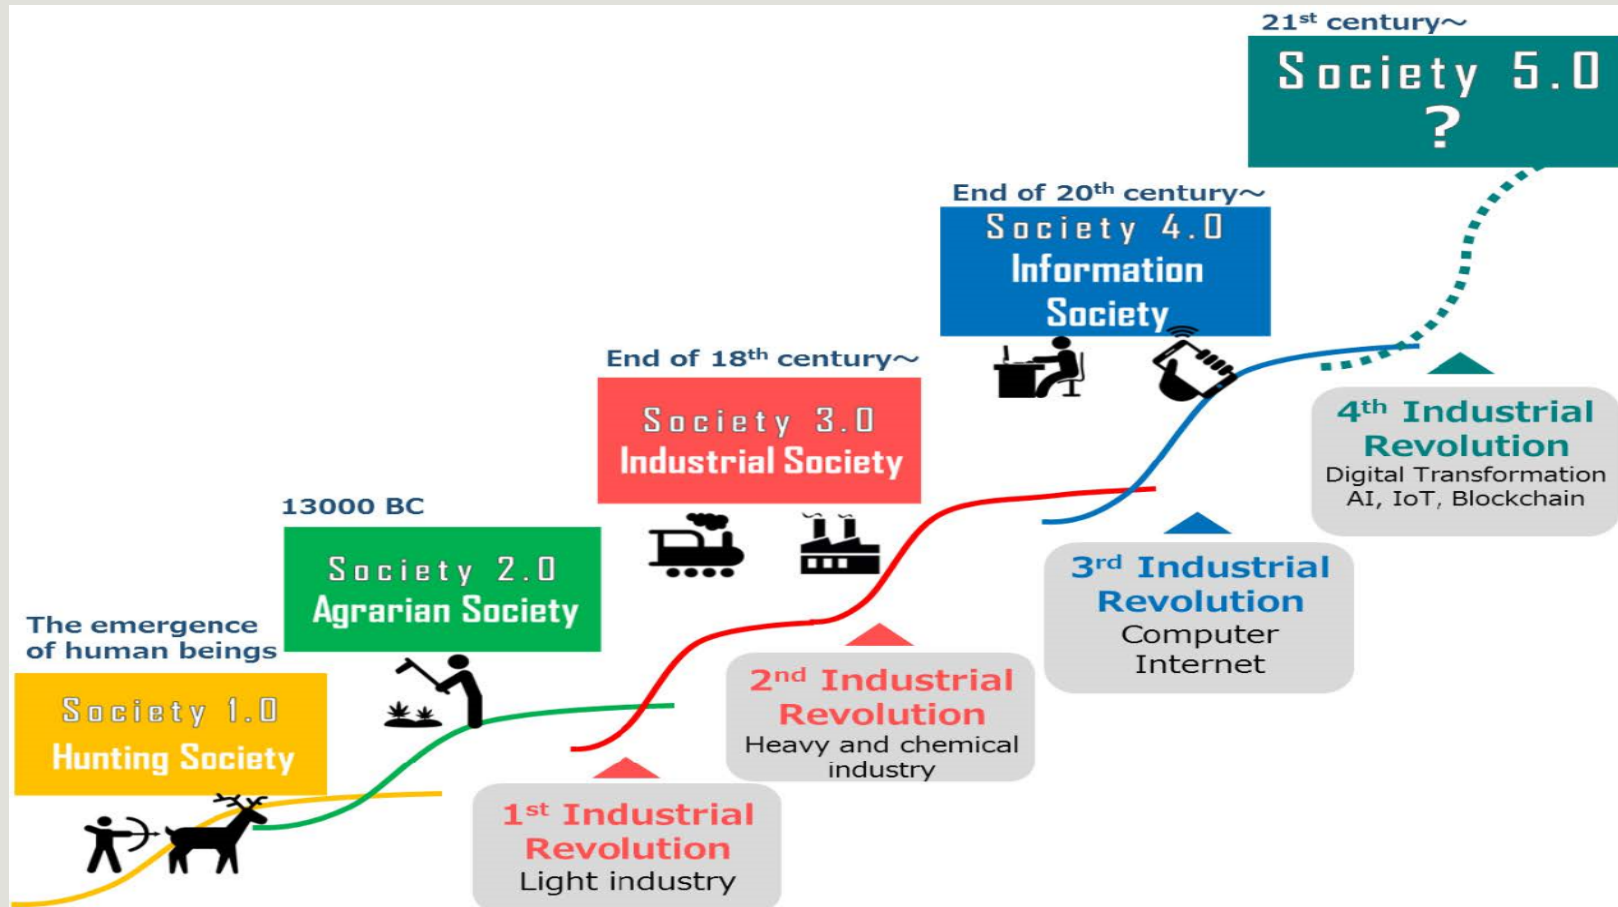 21st century～
Society 5.0
?
End of 20th century～
Society 4.0
Information
Society
End of 18th century～
Society 3.0
Industrial Society
13000 BC
Society 2.0
Agrarian Society
The emergence
of human beings
Society 1.0
Hunting Society
1st Industrial
Revolution
Light industry
2nd Industrial
Revolution
Heavy and chemical
industry
3rd Industrial
Revolution
Computer
Internet
4th Industrial
Revolution
Digital Transformation
AI, IoT, Blockchain